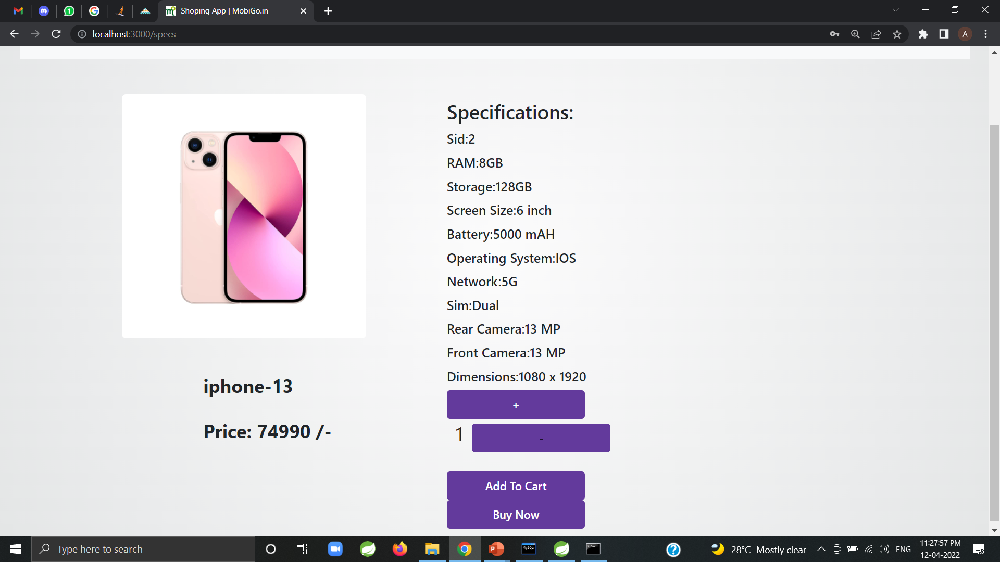 Shoping App | MobiGo.in
localhost:3000/specs
A
Specifications:
Sid:2
RAM:8GB
Storage:128GB
Screen Size:6 inch
Battery:5000 mAH
Operating System:IOS
Network:5G
Sim:Dual
Rear Camera:13 MP
Front Camera:13 MP
Dimensions:1080 x 1920
+
1 -
Add To Cart
Buy Now
iphone-13
Price: 74990 /-
Type here to search
28°C Mostly clear
ENG
11:27:57 PM
12-04-2022